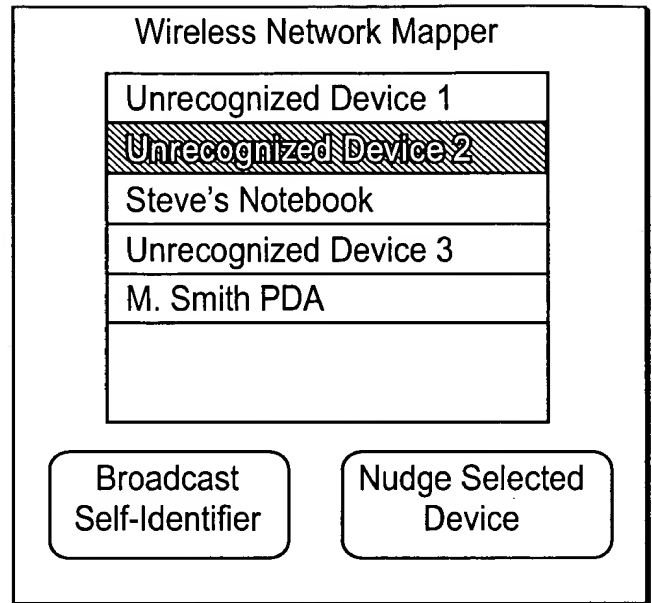 Wireless Network Mapper
Unrecognized Device 1
Unrecognized Device 2
Steve's Notebook
Unrecognized Device 3
M. Smith PDA
Broadcast
Self-Identifier
Nudge Selected
Device